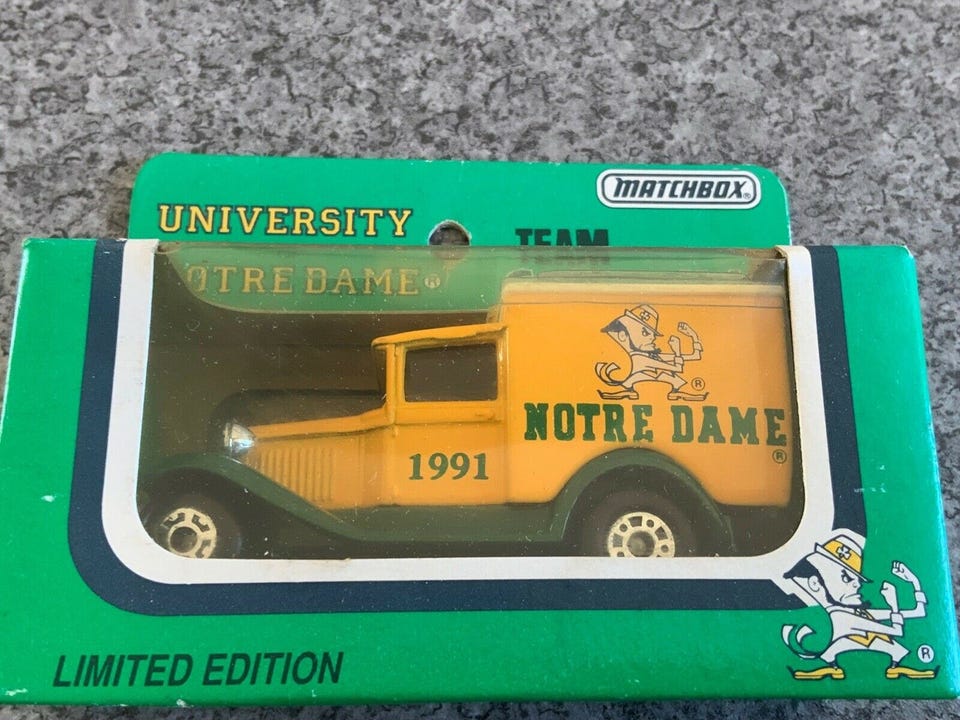 MATCHBOX®
UNIVERSITY
TEAM
NOTRE DAME®
NOTRE DAME
®
®
1991
LIMITED EDITION
®